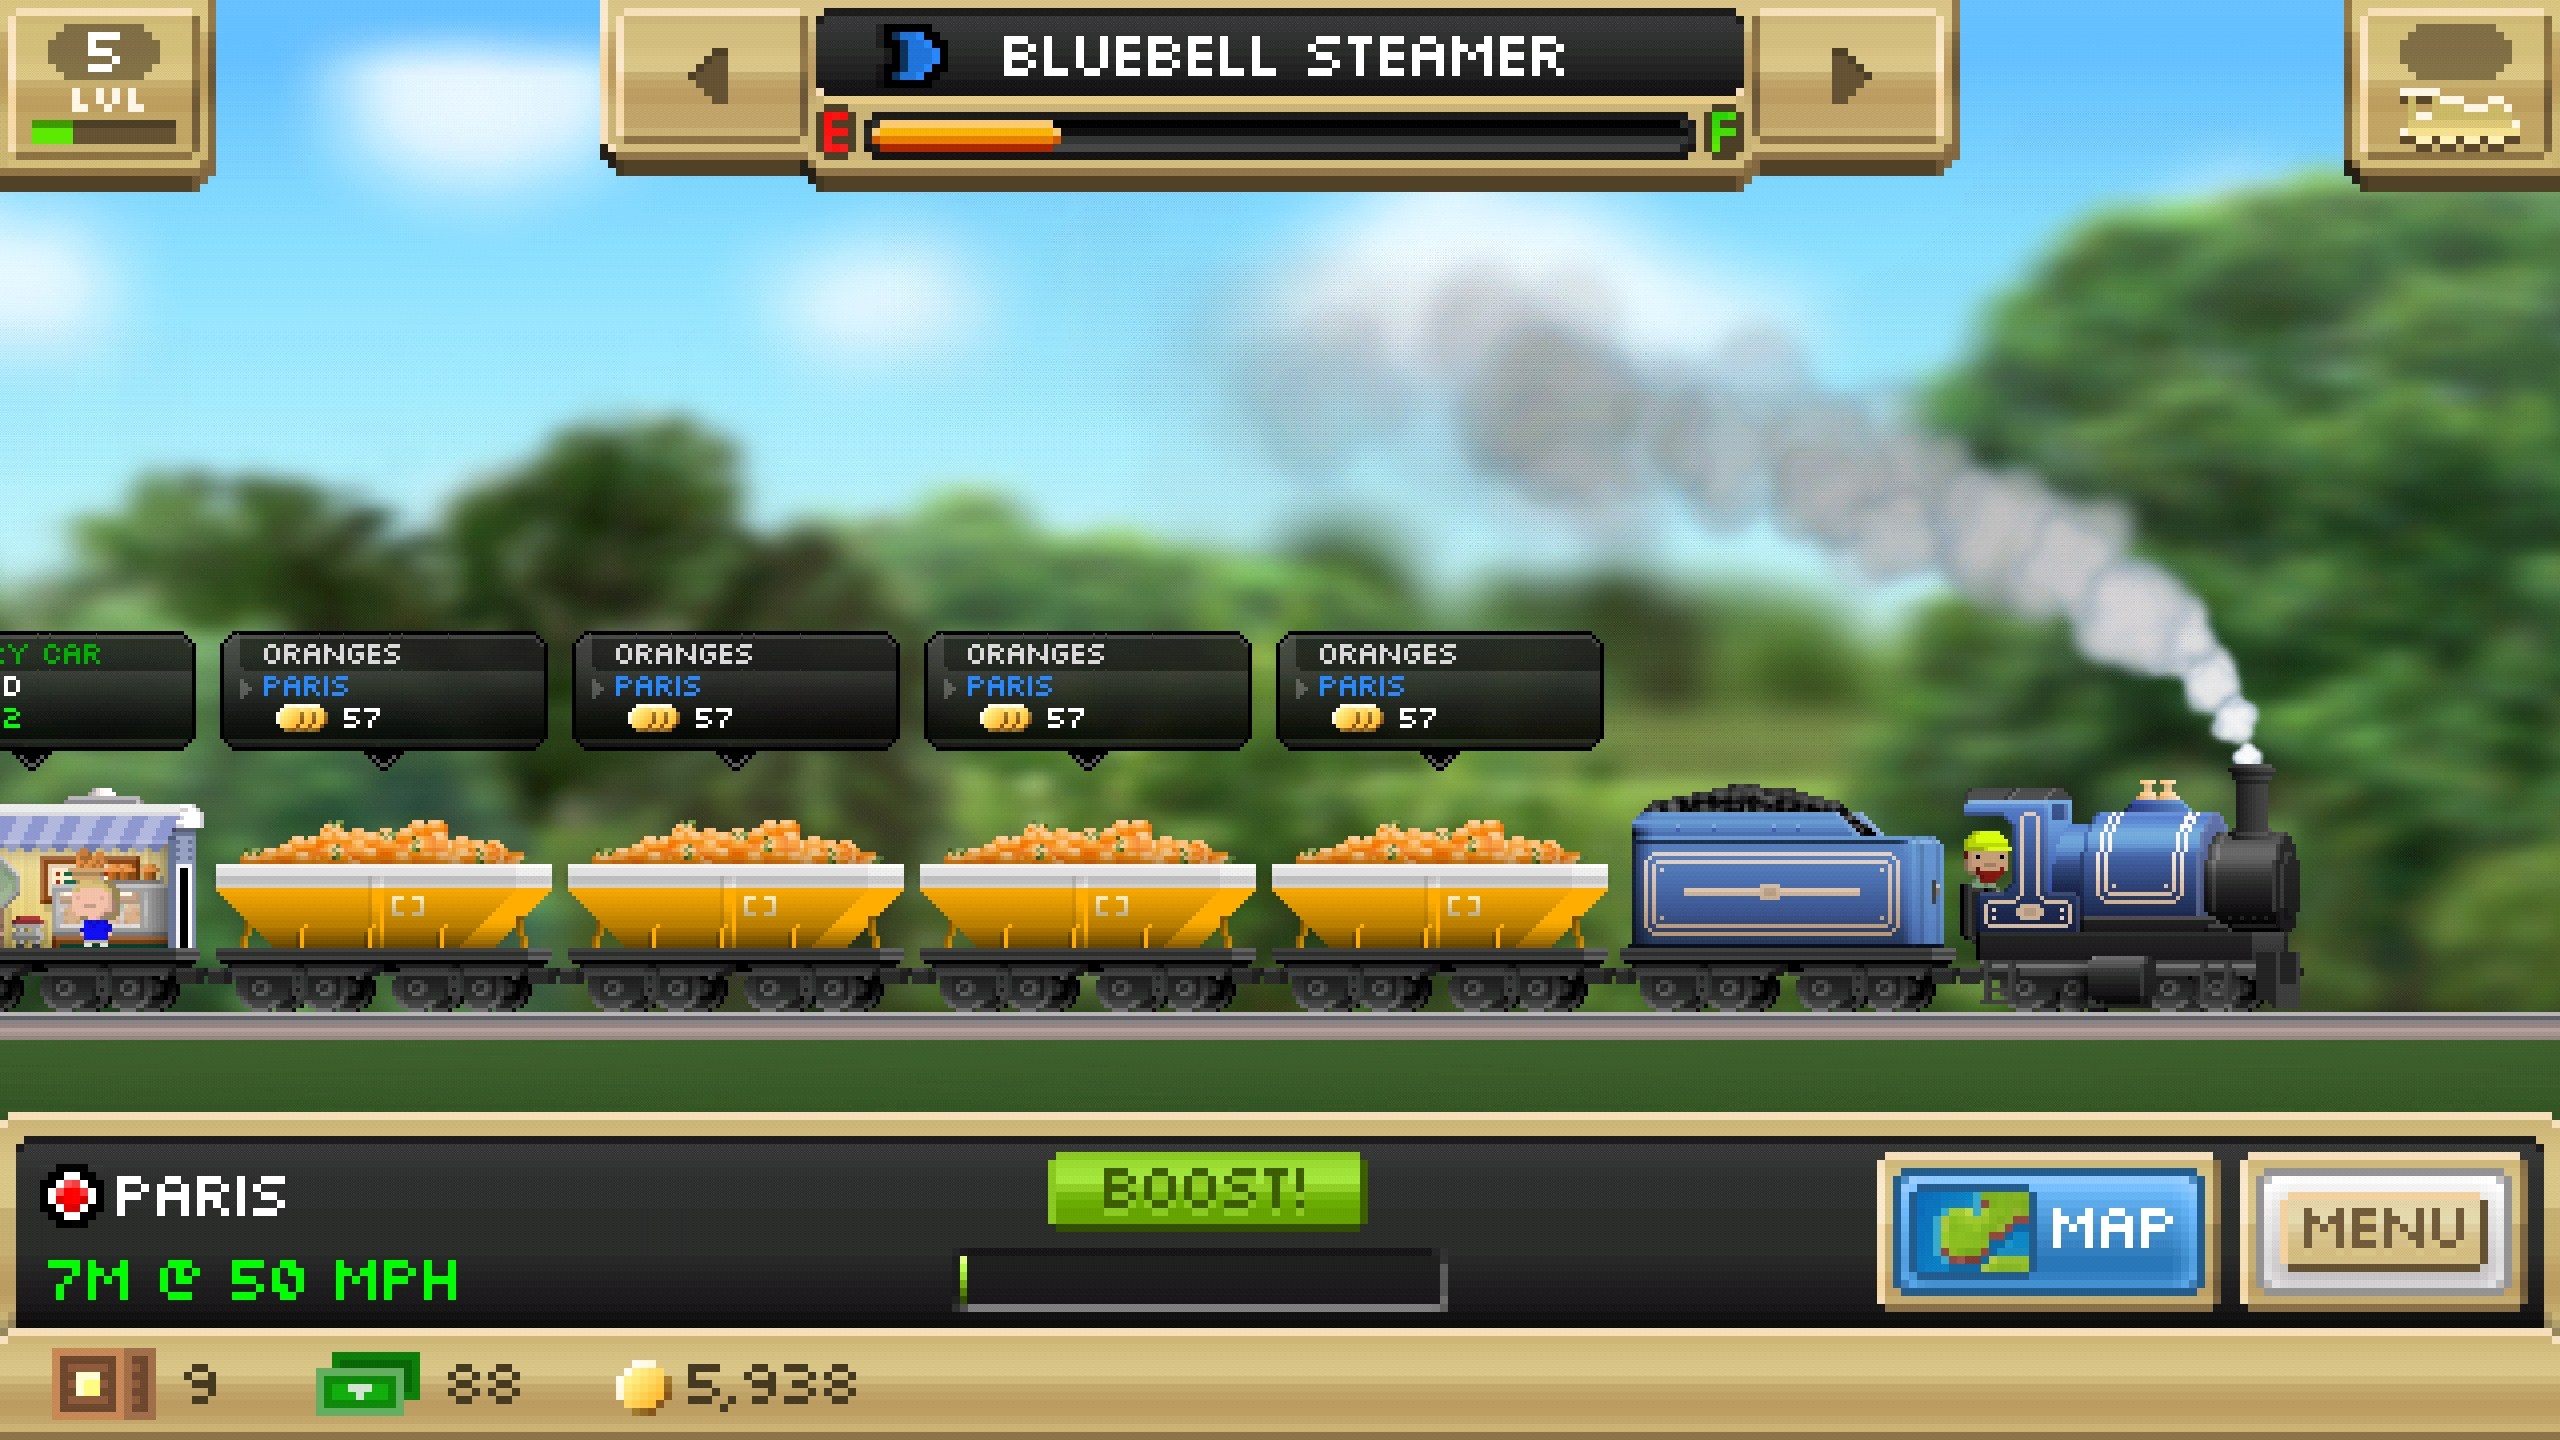 5
LVL
BLUEBELL STEAMER
E F
CAR
ORANGES
PARIS
57
ORANGES
PARIS
57
ORANGES
PARIS
57
ORANGES
PARIS
57
PARIS
7M @ 50 MPH
BOOST!
MAP
MENU
9
88
5,938